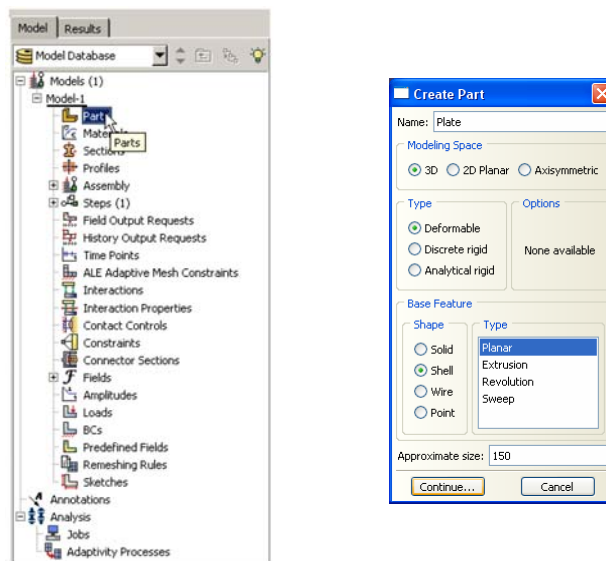 Model Results
Model Database
Models (1)
Model-1
Parts
Materials
Parts
Sections
Profiles
Assembly
Steps (1)
Field Output Requests
History Output Requests
Time Points
ALE Adaptive Mesh Constraints
Interactions
Interaction Properties
Contact Controls
Constraints
Connector Sections
Fields
Amplitudes
Loads
BCs
Predefined Fields
Remeshing Rules
Sketches
Annotations
Analysis
Jobs
Adaptivity Processes
Create Part
Name: Plate
Modeling Space
3D 2D Planar Axisymmetric
Type
Deformable
Discrete rigid
Analytical rigid
Options
None available
Base Feature
Shape
Solid
Shell
Wire
Point
Type
Planar
Extrusion
Revolution
Sweep
Approximate size: 150
Continue... Cancel